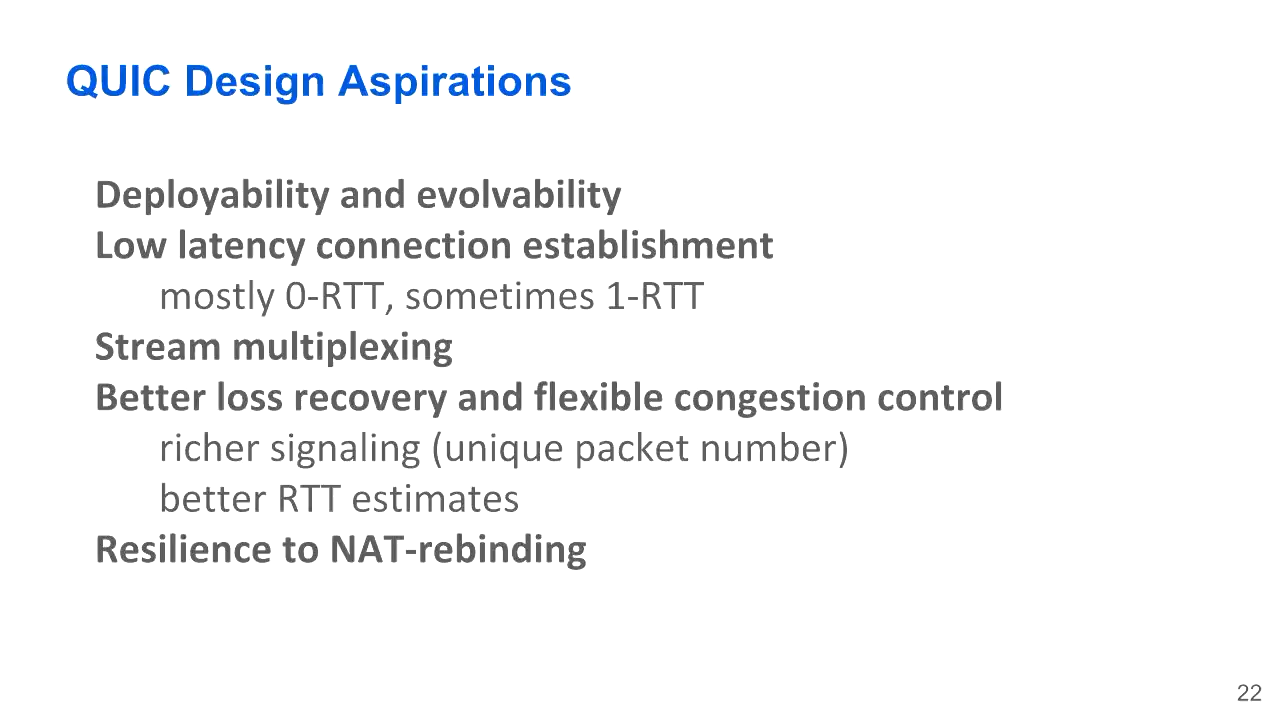 QUIC Design Aspirations
Deployability and evolvability
Low latency connection establishment
mostly 0-RTT, sometimes 1-RTT
Stream multiplexing
Better loss recovery and flexible congestion control
richer signaling (unique packet number)
better RTT estimates
Resilience to NAT-rebinding
22